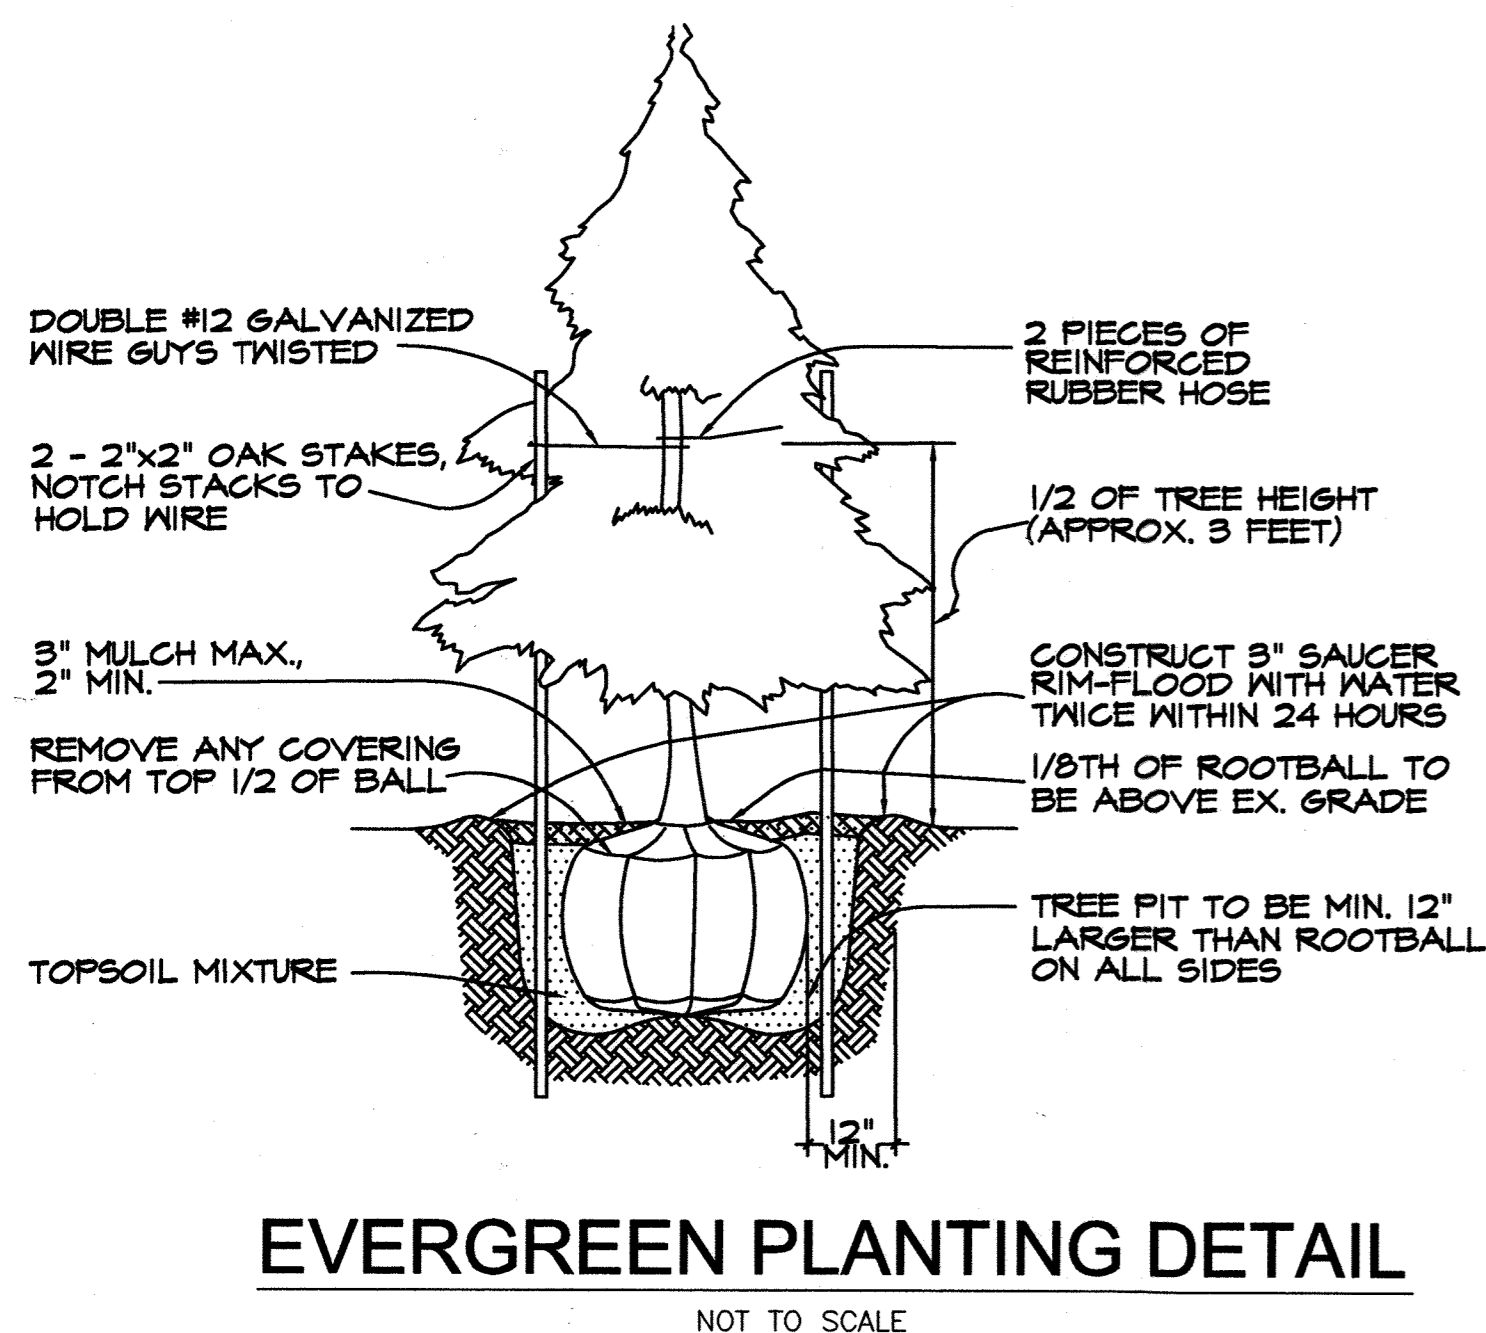 DOUBLE #12 GALVANIZED
WIRE GUYS TWISTED
2 - 2"x2" OAK STAKES,
NOTCH STACKS TO
HOLD WIRE
3" MULCH MAX.,
2" MIN.
REMOVE ANY COVERING
FROM TOP 1/2 OF BALL
TOPSOIL MIXTURE
2 PIECES OF
REINFORCED
RUBBER HOSE
1/2 OF TREE HEIGHT
(APPROX. 3 FEET)
CONSTRUCT 3" SAUCER
RIM-FLOOD WITH WATER
TWICE WITHIN 24 HOURS
1/8TH OF ROOTBALL TO
BE ABOVE EX. GRADE
TREE PIT TO BE MIN. 12"
LARGER THAN ROOTBALL
ON ALL SIDES
12"
MIN.
EVERGREEN PLANTING DETAIL
NOT TO SCALE